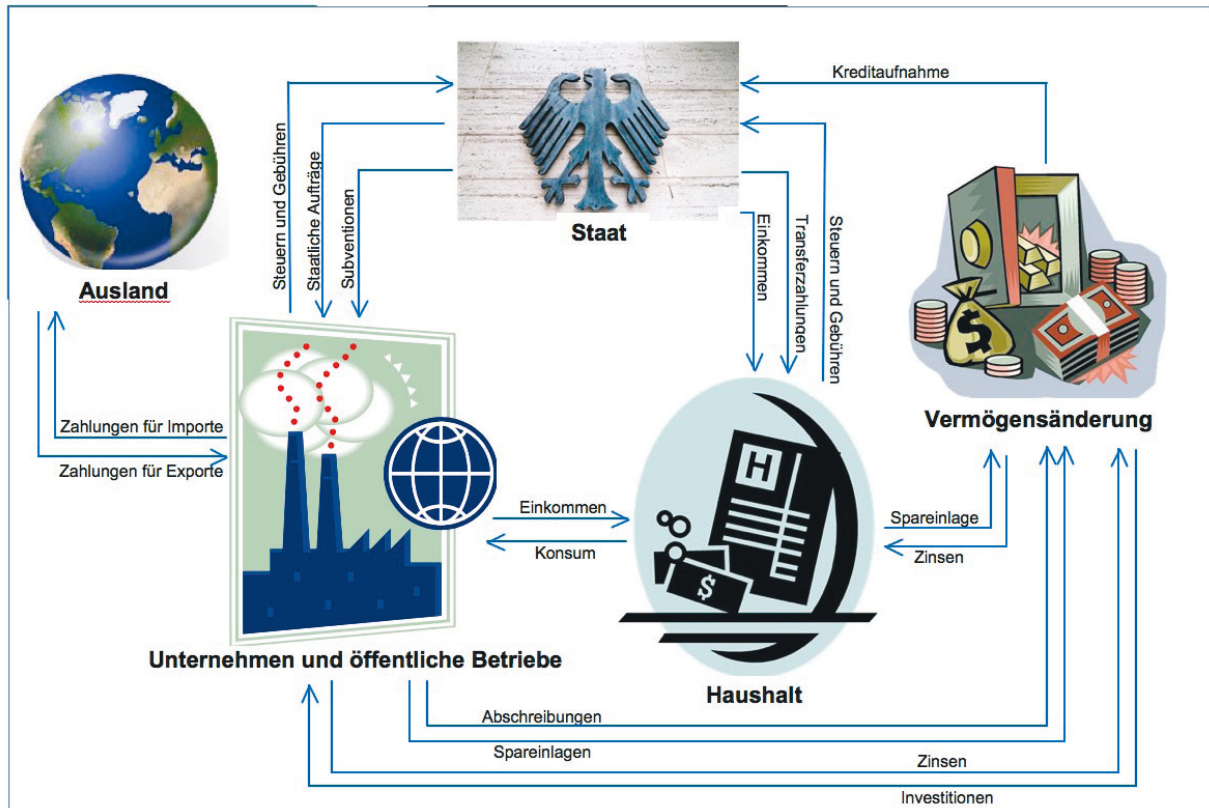 Kreditaufnahme
Steuern und Gebühren
Staatliche Aufträge
Subventionen
Staat
Einkommen
Transferzahlungen
Steuern und Gebühren
Ausland
Vermögensänderung
Zahlungen für Importe
Zahlungen für Exporte
H
$
$
Einkommen
Konsum
Spareinlage
Zinsen
Unternehmen und öffentliche Betriebe
Haushalt
Abschreibungen
Spareinlagen
Zinsen
Investitionen